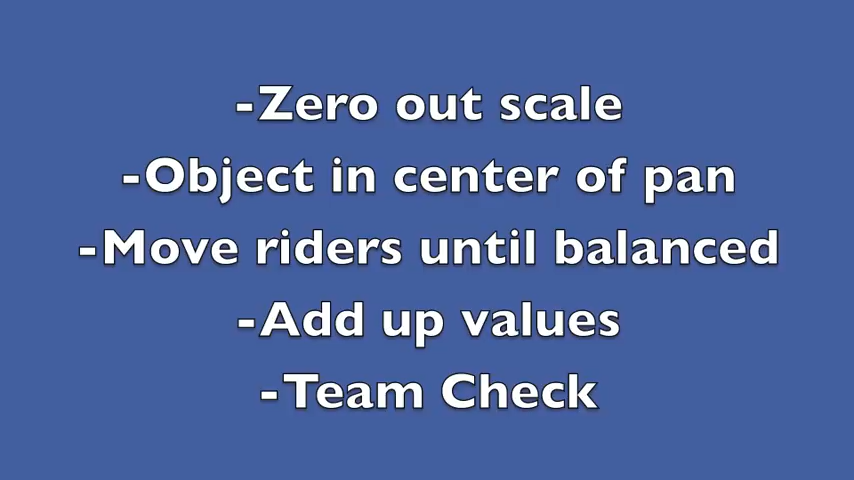 -Zero out scale
-Object in center of pan
-Move riders until balanced
-Add up values
-Team Check